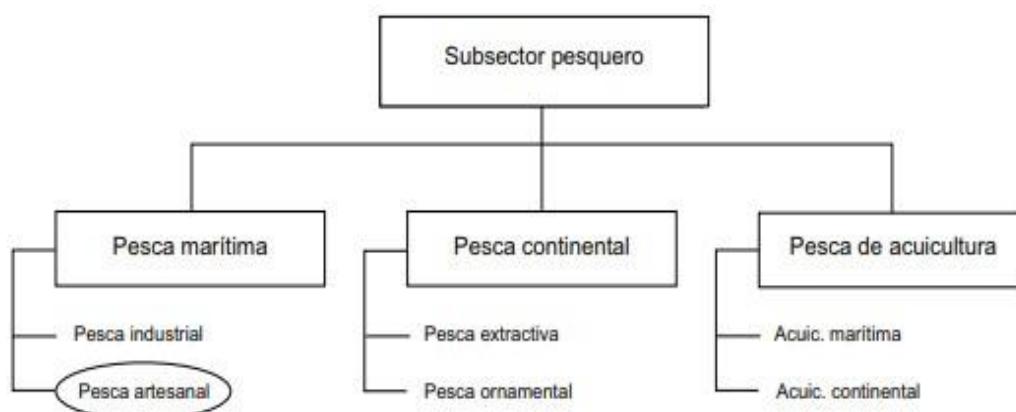 Subsector pesquero
Pesca marítima
Pesca continental
Pesca de acuicultura
Pesca industrial
Pesca extractiva
Acuic. marítima
Pesca artesanal
Pesca ornamental
Acuic. continental